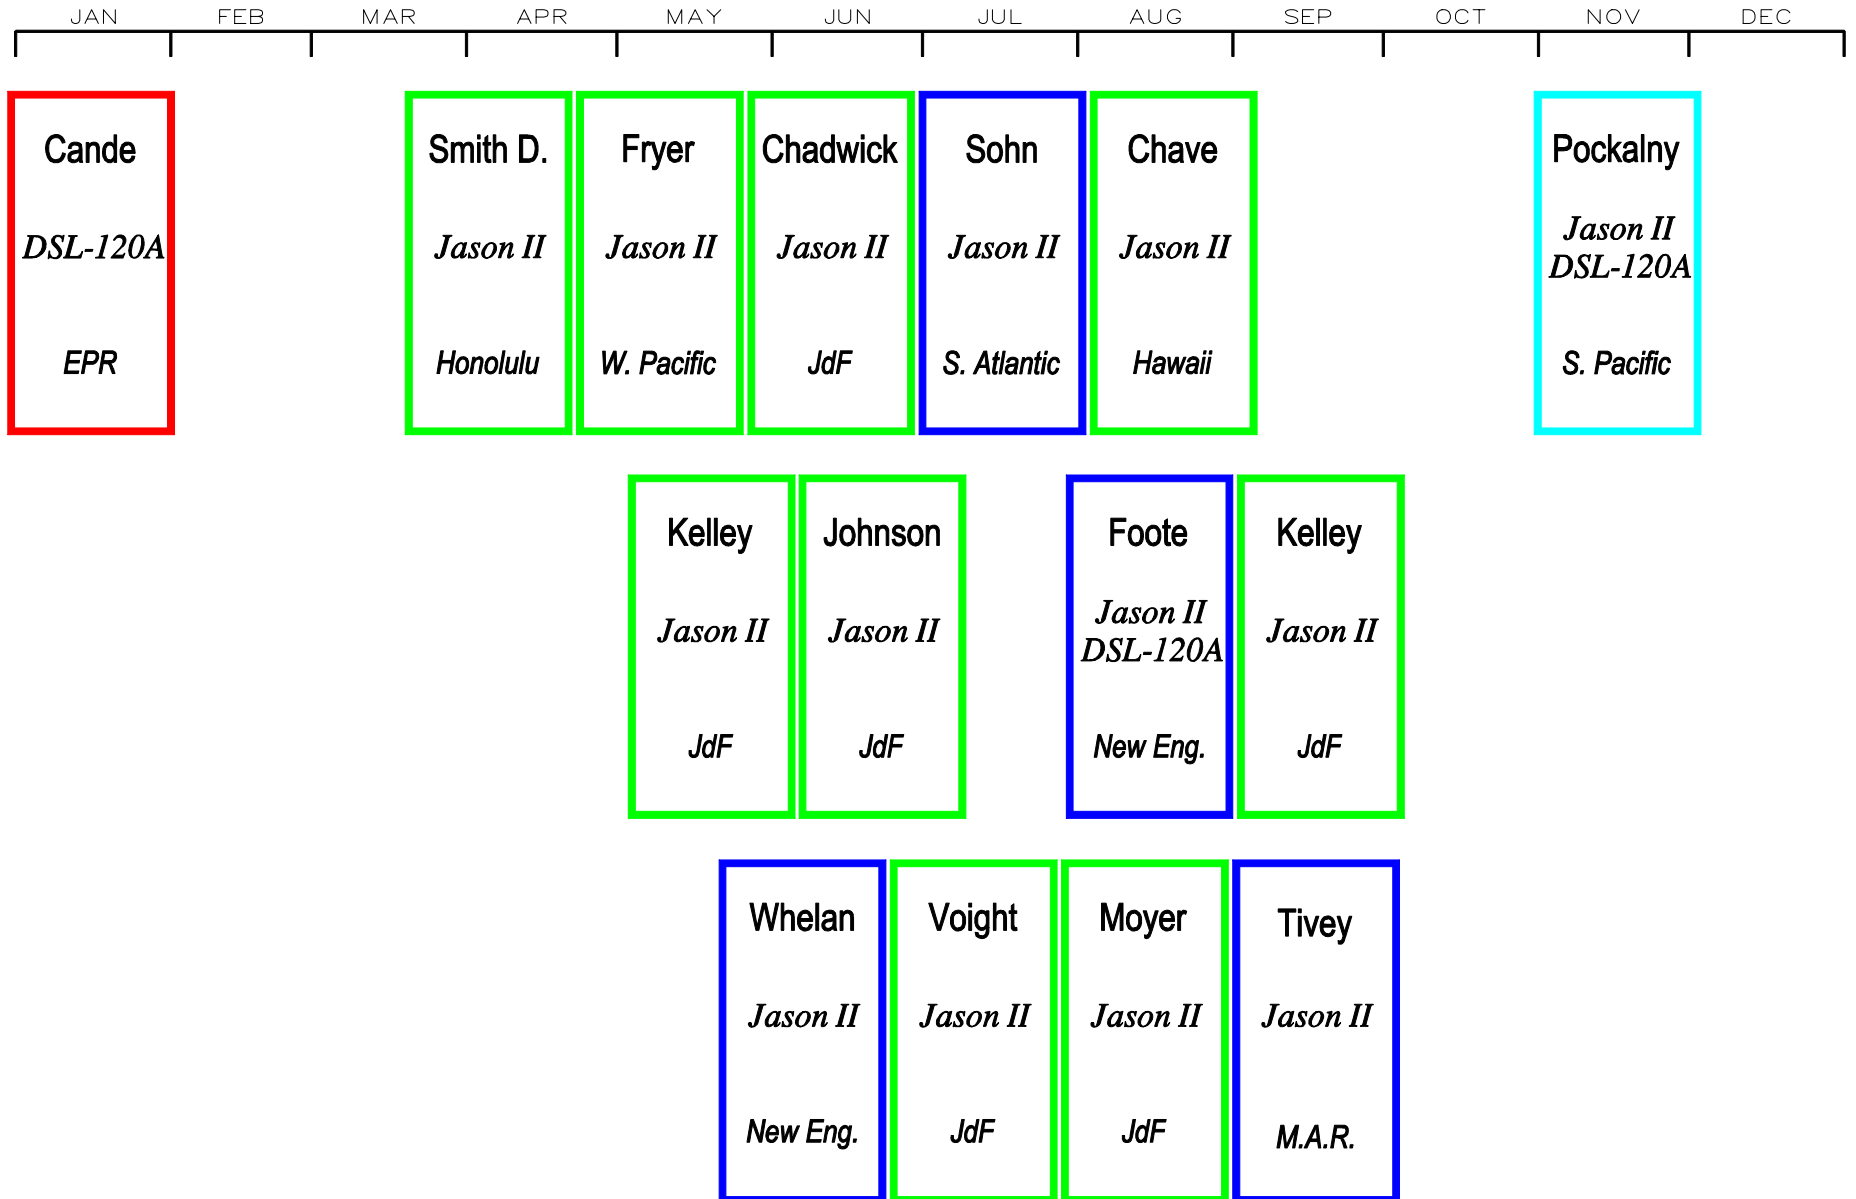 JAN FEB MAR APR MAY JUN JUL AUG SEP OCT NOV DEC
Cande
DSL-120A
EPR
Smith D.
Jason II
Honolulu
Fryer
Jason II
W. Pacific
Chadwick
Jason II
JdF
Sohn
Jason II
S. Atlantic
Chave
Jason II
Hawaii
Pockalny
Jason II
DSL-120A
S. Pacific
Kelley
Jason II
JdF
Johnson
Jason II
JdF
Foote
Jason II
DSL-120A
New Eng.
Kelley
Jason II
JdF
Whelan
Jason II
New Eng.
Voight
Jason II
JdF
Moyer
Jason II
JdF
Tivey
Jason II
M.A.R.